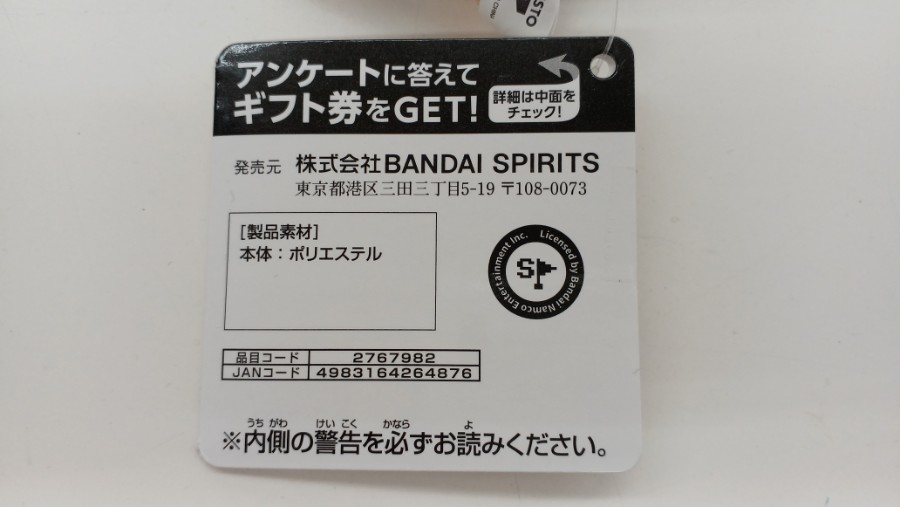 STO
アンケートに答えて
ギフト券をGET!
詳細は中面を
チェック!
発売元 株式会社BANDAI SPIRITS
東京都港区三田三丁目5-19 〒108-0073
[製品素材]
本体：ポリエステル
Licensed by Bandai Namco Entertainment Inc.
S
品目コード 2767982
JANコード 4983164264876
うちがわ けいこく かなら よ
※内側の警告を必ずお読みください。